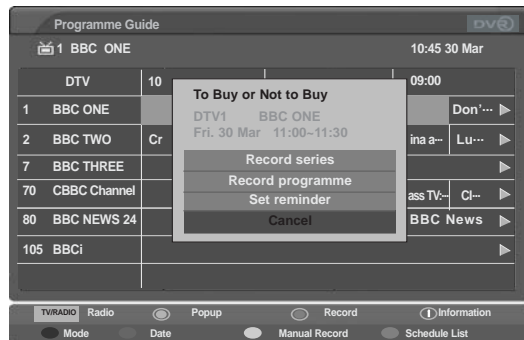 Programme Guide
DVR
1 BBC ONE 10:45 30 Mar
DTV 10 09:00
1 BBC ONE Don'···
2 BBC TWO Cr ina a··· Lu···
7 BBC THREE
70 CBBC Channel ass TV:·· Cl···
80 BBC NEWS 24 BBC News
105 BBCi
To Buy or Not to Buy
DTV1 BBC ONE
Fri. 30 Mar 11:00~11:30
Record series
Record programme
Set reminder
Cancel
TV/RADIO Radio Popup Record Information
Mode Date Manual Record Schedule List